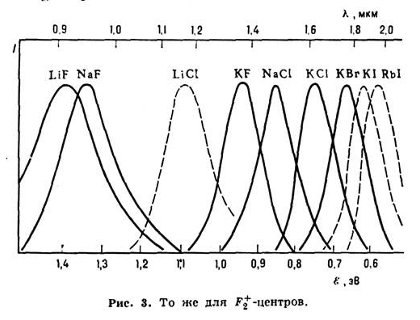 λ, мкм
0,9 1,0 1,1 1,3 1,4 1,6 1,8 2,0
I
LiF NaF LiCl KF NaCl KCl KBr KI RbI
1,4 1,3 1,2 1,1 1,0 0,9 0,8 0,7 0,6
ℰ, эВ
Рис. 3. То же для F₂⁺-центров.